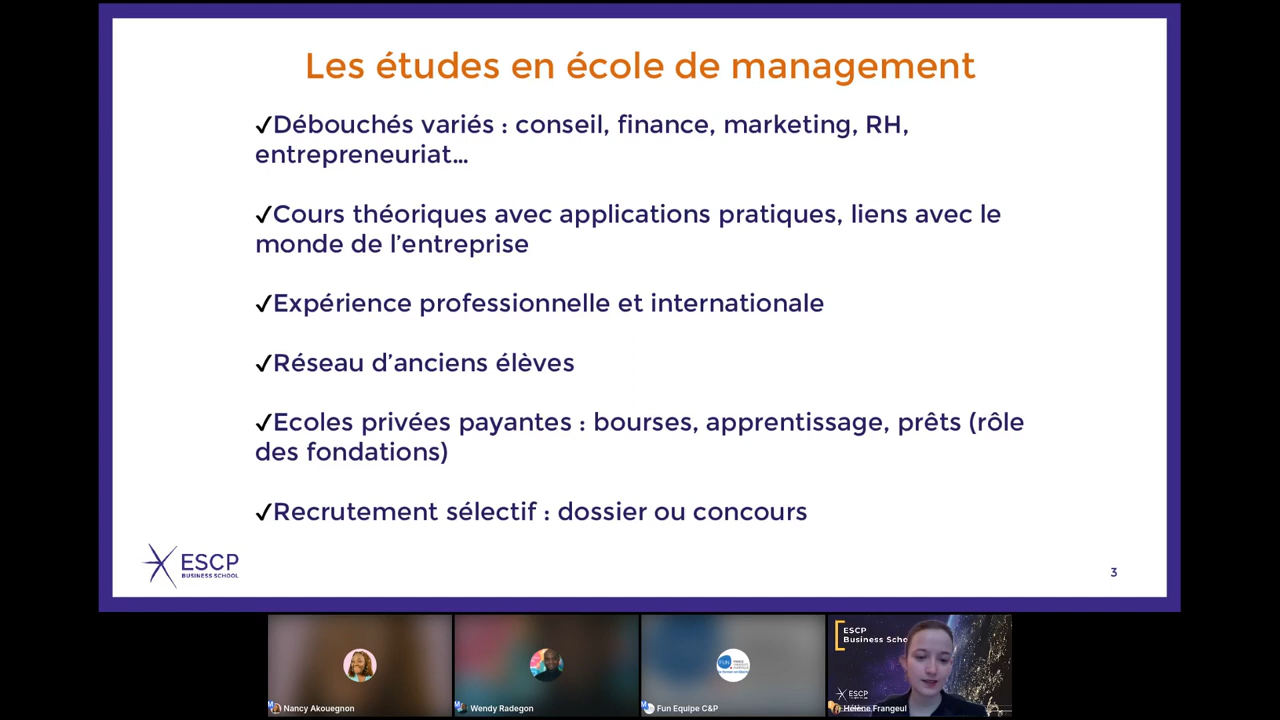 Les études en école de management
✓Débouchés variés : conseil, finance, marketing, RH,
entrepreneuriat...
✓Cours théoriques avec applications pratiques, liens avec le
monde de l'entreprise
✓Expérience professionnelle et internationale
✓Réseau d'anciens élèves
✓Ecoles privées payantes : bourses, apprentissage, prêts (rôle
des fondations)
✓Recrutement sélectif : dossier ou concours
ESCP
BUSINESS SCHOOL
3
Nancy Akouegnon
Wendy Radegon
FUN
Fun Equipe C&P
ESCP
Business Scho
ESCP
Hélène Frangeul